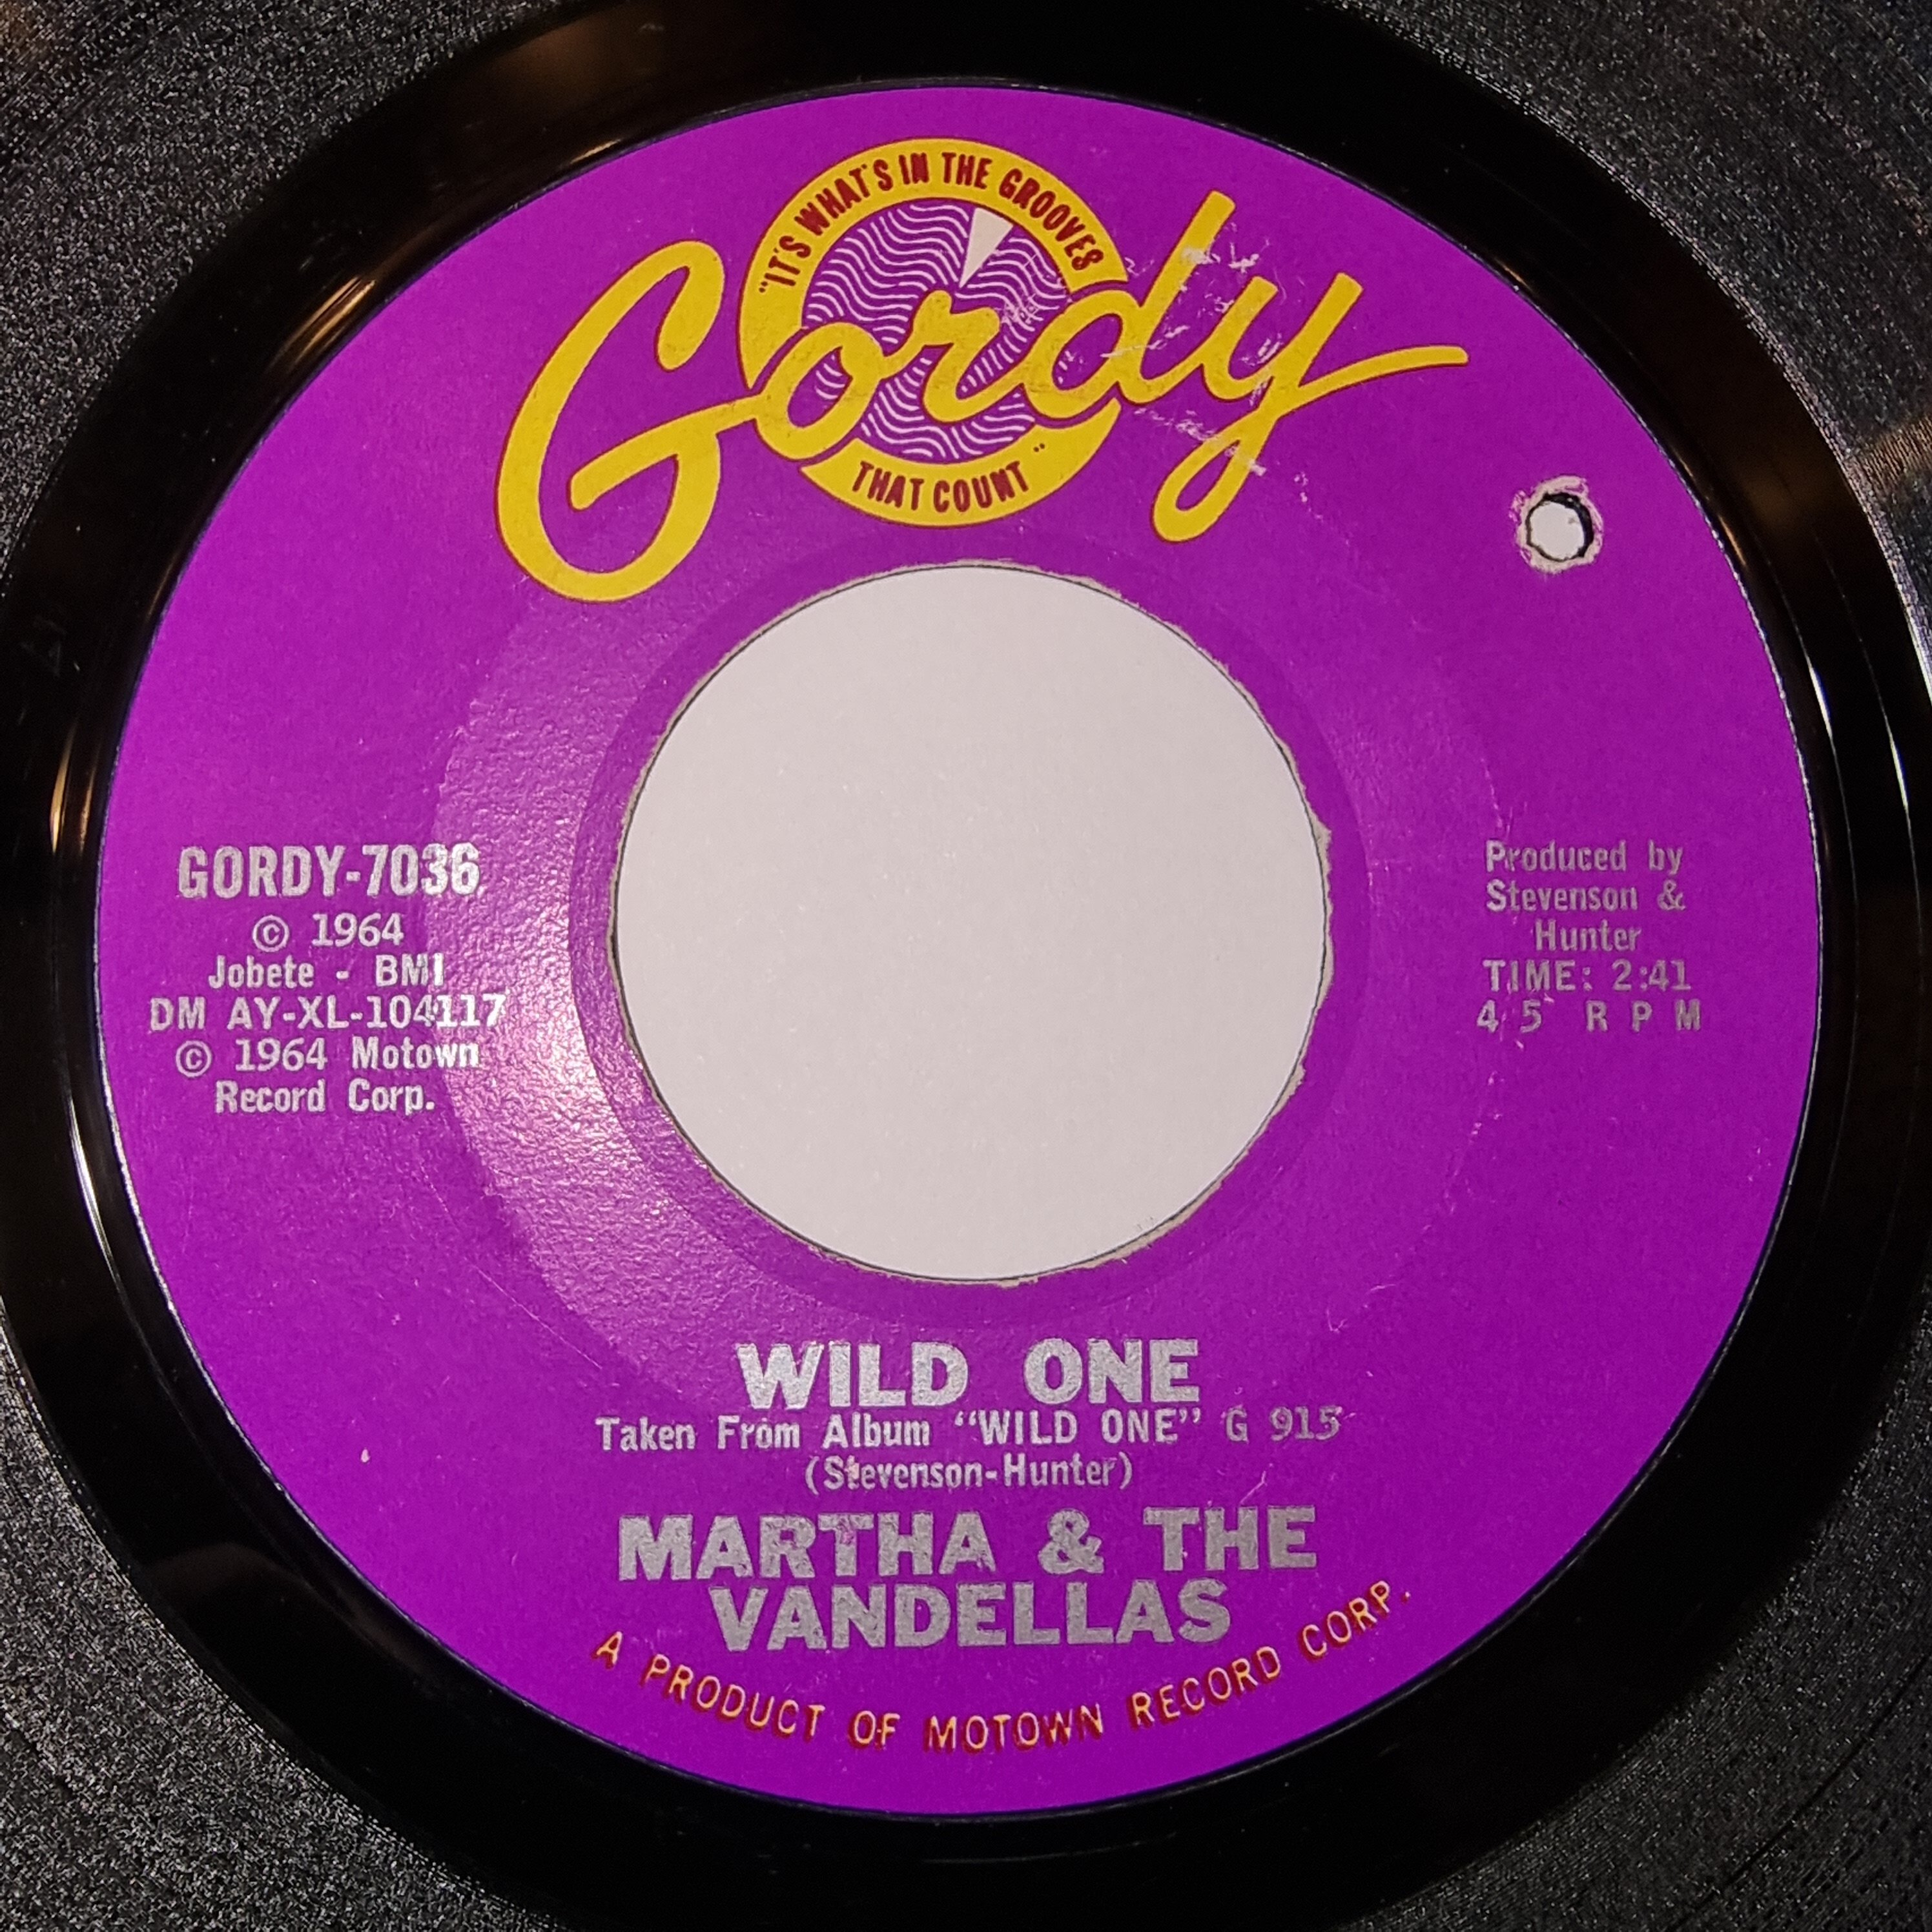 "IT'S WHAT'S IN THE GROOVES
Gordy
THAT COUNT"
GORDY-7036
© 1964
Jobete - BMI
DM AY-XL-104117
© 1964 Motown
Record Corp.
Produced by
Stevenson &
Hunter
TIME: 2:41
45 RPM
WILD ONE
Taken From Album "WILD ONE" G 915
(Stevenson-Hunter)
MARTHA & THE
VANDELLAS
A PRODUCT OF MOTOWN RECORD CORP.